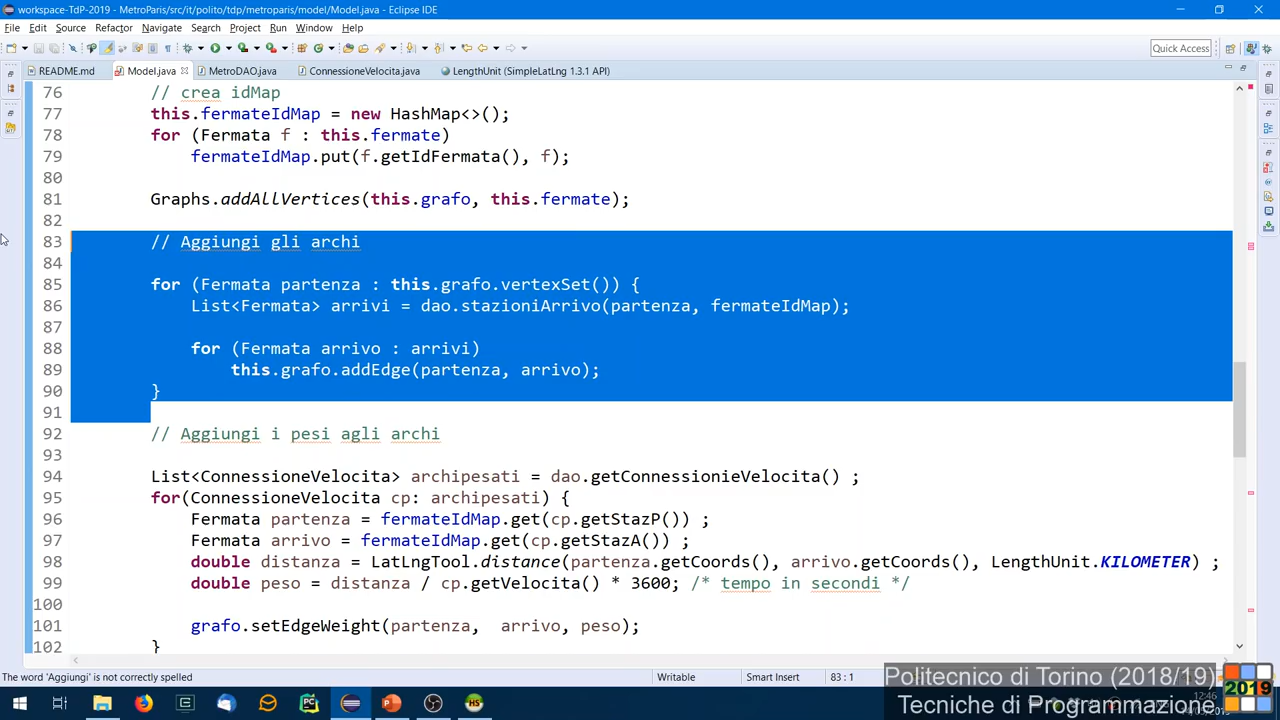 workspace-TdP-2019 - MetroParis/src/it/polito/tdp/metroparis/model/Model.java - Eclipse IDE
File Edit Source Refactor Navigate Search Project Run Window Help
Quick Access
README.md Model.java MetroDAO.java ConnessioneVelocita.java LengthUnit (SimpleLatLng 1.3.1 API)
76 // crea idMap
77 this.fermateIdMap = new HashMap<>();
78 for (Fermata f : this.fermate)
79 fermateIdMap.put(f.getIdFermata(), f);
80
81 Graphs.addAllVertices(this.grafo, this.fermate);
82
83 // Aggiungi gli archi
84
85 for (Fermata partenza : this.grafo.vertexSet()) {
86 List<Fermata> arrivi = dao.stazioniArrivo(partenza, fermateIdMap);
87
88 for (Fermata arrivo : arrivi)
89 this.grafo.addEdge(partenza, arrivo);
90 }
91
92 // Aggiungi i pesi agli archi
93
94 List<ConnessioneVelocita> archipesati = dao.getConnessionieVelocita() ;
95 for(ConnessioneVelocita cp: archipesati) {
96 Fermata partenza = fermateIdMap.get(cp.getStazP()) ;
97 Fermata arrivo = fermateIdMap.get(cp.getStazA()) ;
98 double distanza = LatLngTool.distance(partenza.getCoords(), arrivo.getCoords(), LengthUnit.KILOMETER) ;
99 double peso = distanza / cp.getVelocita() * 3600; /* tempo in secondi */
100
101 grafo.setEdgeWeight(partenza, arrivo, peso);
102 }
The word 'Aggiungi' is not correctly spelled Writable Smart Insert 83 : 1
Politecnico di Torino (2018/19)
Tecniche di Programmazione
2019
12:46